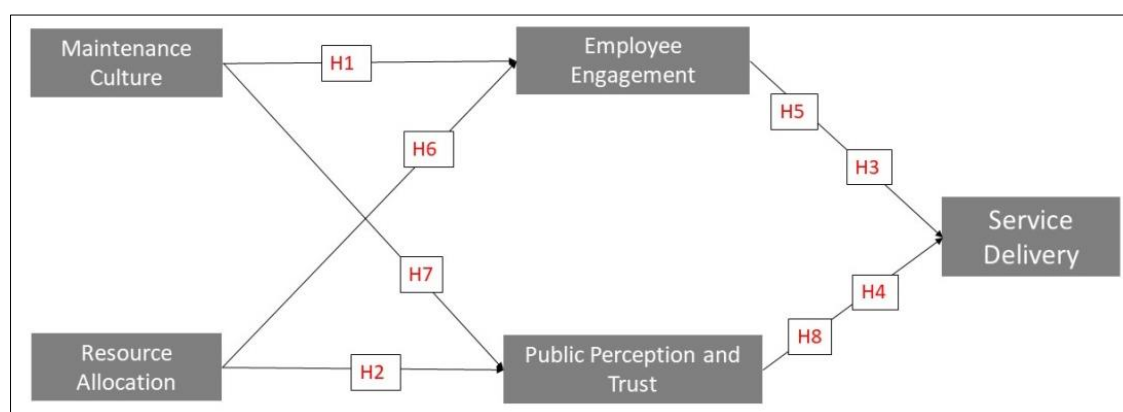 Maintenance
Culture
H1
Employee
Engagement
H5
H6
H3
Service
Delivery
H7
H4
H8
Resource
Allocation
H2
Public Perception and
Trust